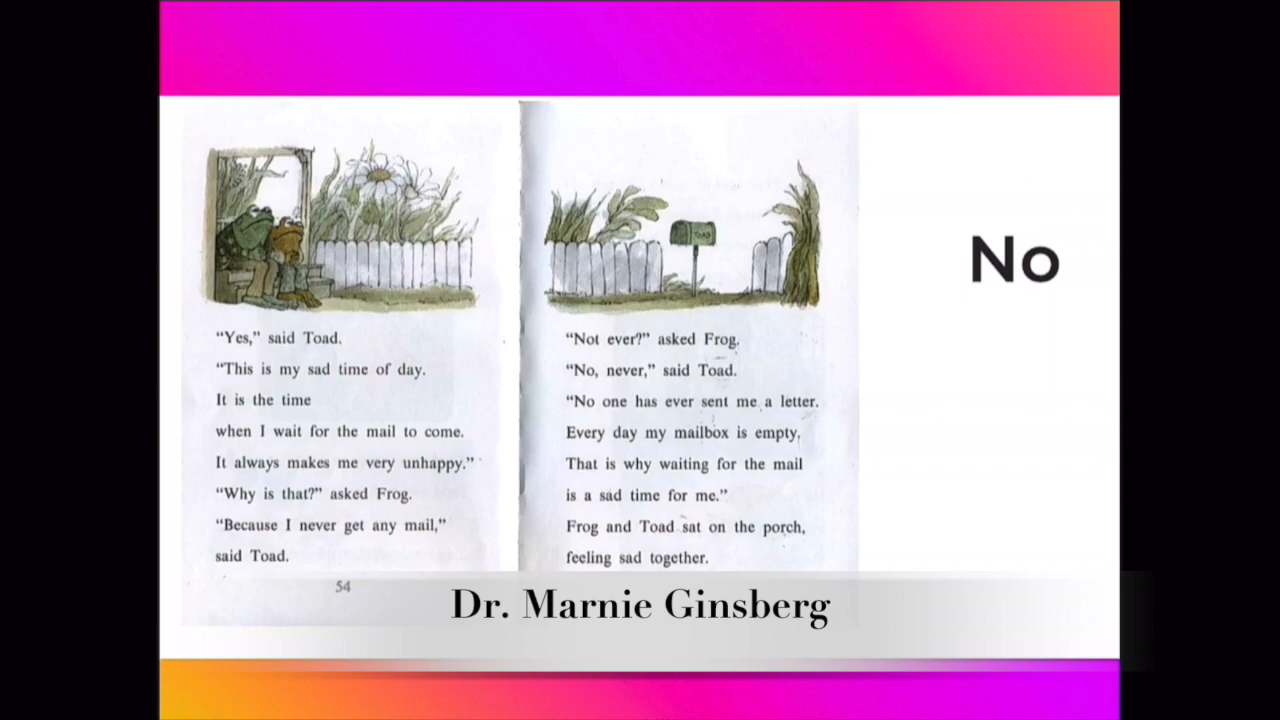 “Yes,” said Toad.
“This is my sad time of day.
It is the time
when I wait for the mail to come.
It always makes me very unhappy.”
“Why is that?” asked Frog.
“Because I never get any mail,”
said Toad.
54
TOAD
“Not ever?” asked Frog.
“No, never,” said Toad.
“No one has ever sent me a letter.
Every day my mailbox is empty.
That is why waiting for the mail
is a sad time for me.”
Frog and Toad sat on the porch,
feeling sad together.
No
Dr. Marnie Ginsberg